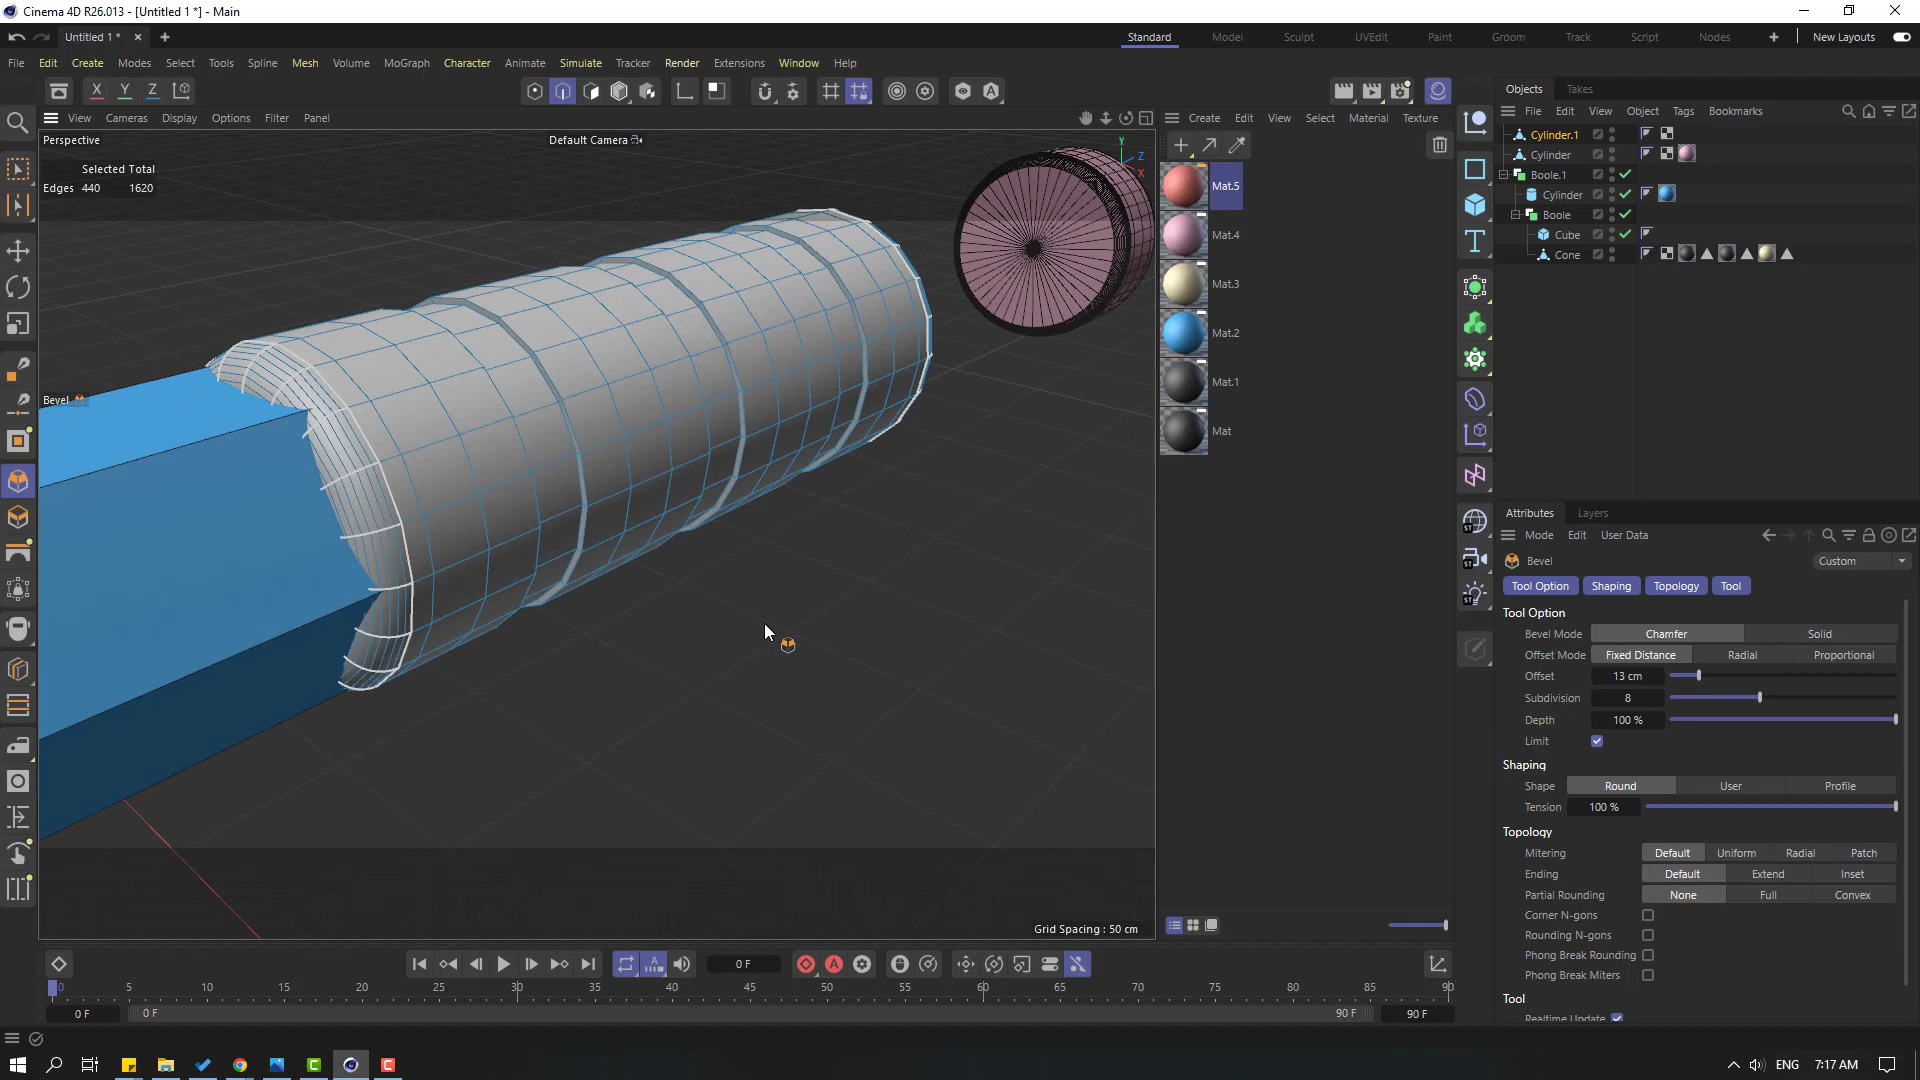 Cinema 4D R26.013 - [Untitled 1 *] - Main
Untitled 1 *
Standard Model Sculpt UVEdit Paint Groom Track Script Nodes New Layouts
File Edit Create Modes Select Tools Spline Mesh Volume MoGraph Character Animate Simulate Tracker Render Extensions Window Help
X Y Z
View Cameras Display Options Filter Panel
Perspective
Default Camera
Selected Total
Edges 440 1620
Y
Z
X
Bevel
Grid Spacing : 50 cm
Create Edit View Select Material Texture
Mat.5
Mat.4
Mat.3
Mat.2
Mat.1
Mat
ST
ST
ST
Objects Takes
File Edit View Object Tags Bookmarks
Cylinder.1
Cylinder
Boole.1
Cylinder
Boole
Cube
Cone
Attributes Layers
Mode Edit User Data
Bevel Custom
Tool Option Shaping Topology Tool
Tool Option
Bevel Mode Chamfer Solid
Offset Mode Fixed Distance Radial Proportional
Offset 13 cm
Subdivision 8
Depth 100 %
Limit
Shaping
Shape Round User Profile
Tension 100 %
Topology
Mitering Default Uniform Radial Patch
Ending Default Extend Inset
Partial Rounding None Full Convex
Corner N-gons
Rounding N-gons
Phong Break Rounding
Phong Break Miters
Tool
Realtime Update
0 F
0 5 10 15 20 25 30 35 40 45 50 55 60 65 70 75 80 85 90
0 F 0 F 90 F 90 F
ENG 7:17 AM